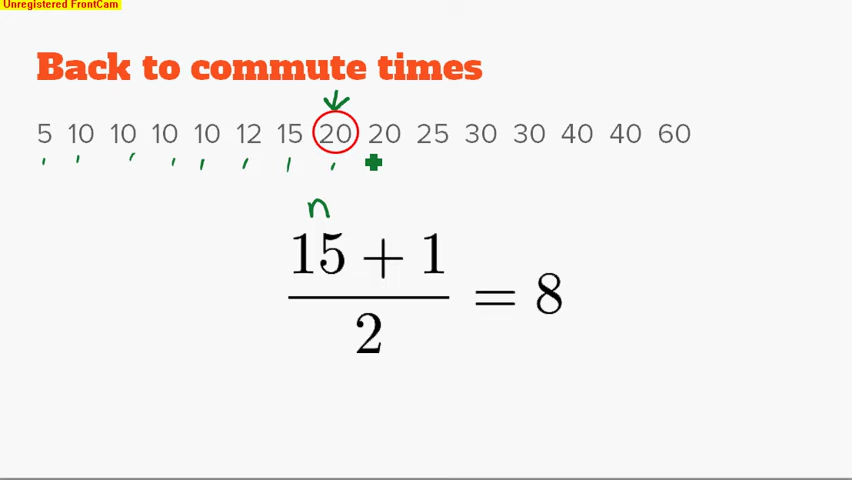 Unregistered FrontCam
Back to commute times
5 10 10 10 10 12 15 20 20 25 30 30 40 40 60
n
15 + 1
2
= 8